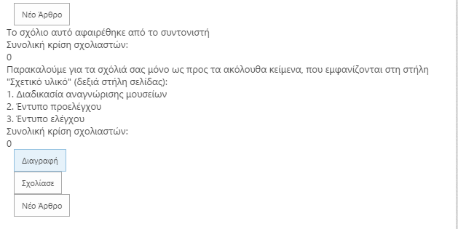 Νέο Άρθρο
Το σχόλιο αυτό αφαιρέθηκε από το συντονιστή
Συνολική κρίση σχολιαστών:
0
Παρακαλούμε για τα σχόλιά σας μόνο ως προς τα ακόλουθα κείμενα, που εμφανίζονται στη στήλη
"Σχετικό υλικό" (δεξιά στήλη σελίδας):
1. Διαδικασία αναγνώρισης μουσείων
2. Έντυπο προελέγχου
3. Έντυπο ελέγχου
Συνολική κρίση σχολιαστών:
0
Διαγραφή
Σχολίασε
Νέο Άρθρο